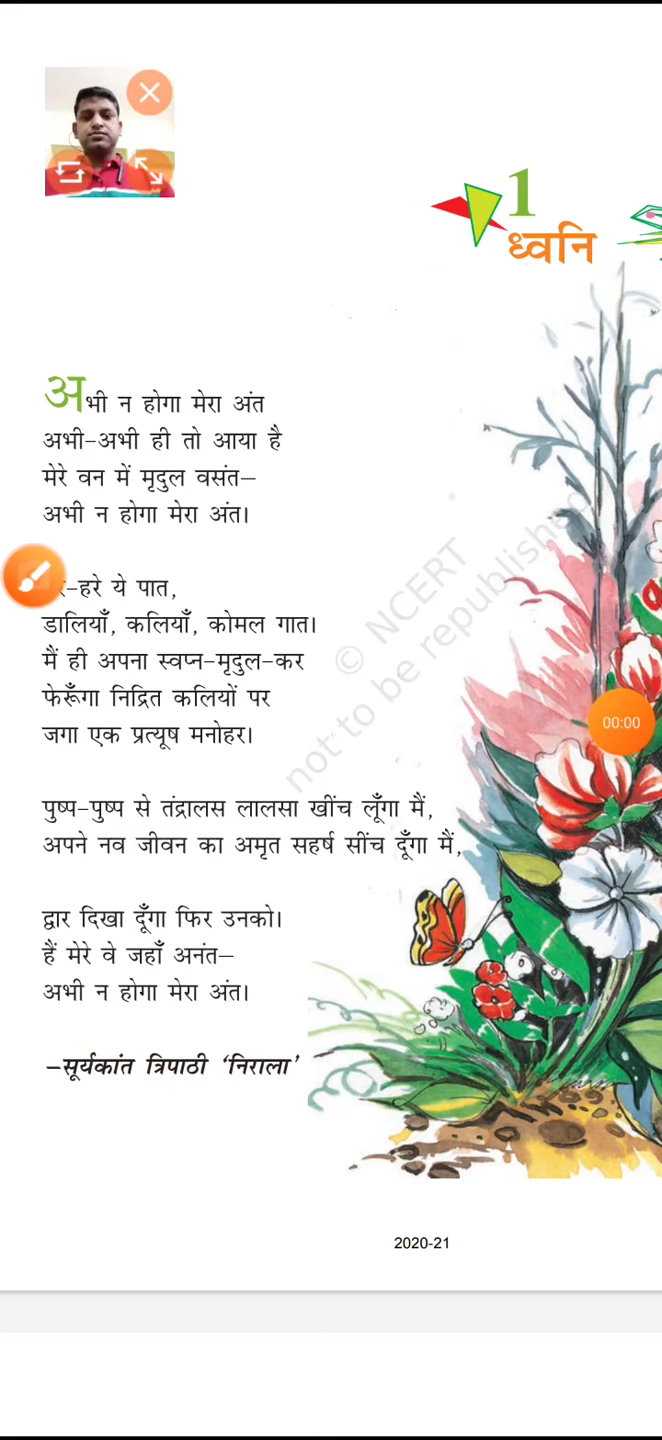 1
ध्वनि
अभी न होगा मेरा अंत
अभी-अभी ही तो आया है
मेरे वन में मृदुल वसंत–
अभी न होगा मेरा अंत।
-हरे ये पात,
डालियाँ, कलियाँ, कोमल गात।
मैं ही अपना स्वप्न-मृदुल-कर
फेरूँगा निद्रित कलियों पर
जगा एक प्रत्यूष मनोहर।
00:00
पुष्प-पुष्प से तंद्रालस लालसा खींच लूँगा मैं,
अपने नव जीवन का अमृत सहर्ष सींच दूँगा मैं,
द्वार दिखा दूँगा फिर उनको।
हैं मेरे वे जहाँ अनंत–
अभी न होगा मेरा अंत।
–सूर्यकांत त्रिपाठी ‘निराला’
© NCERT
not to be republished
2020-21